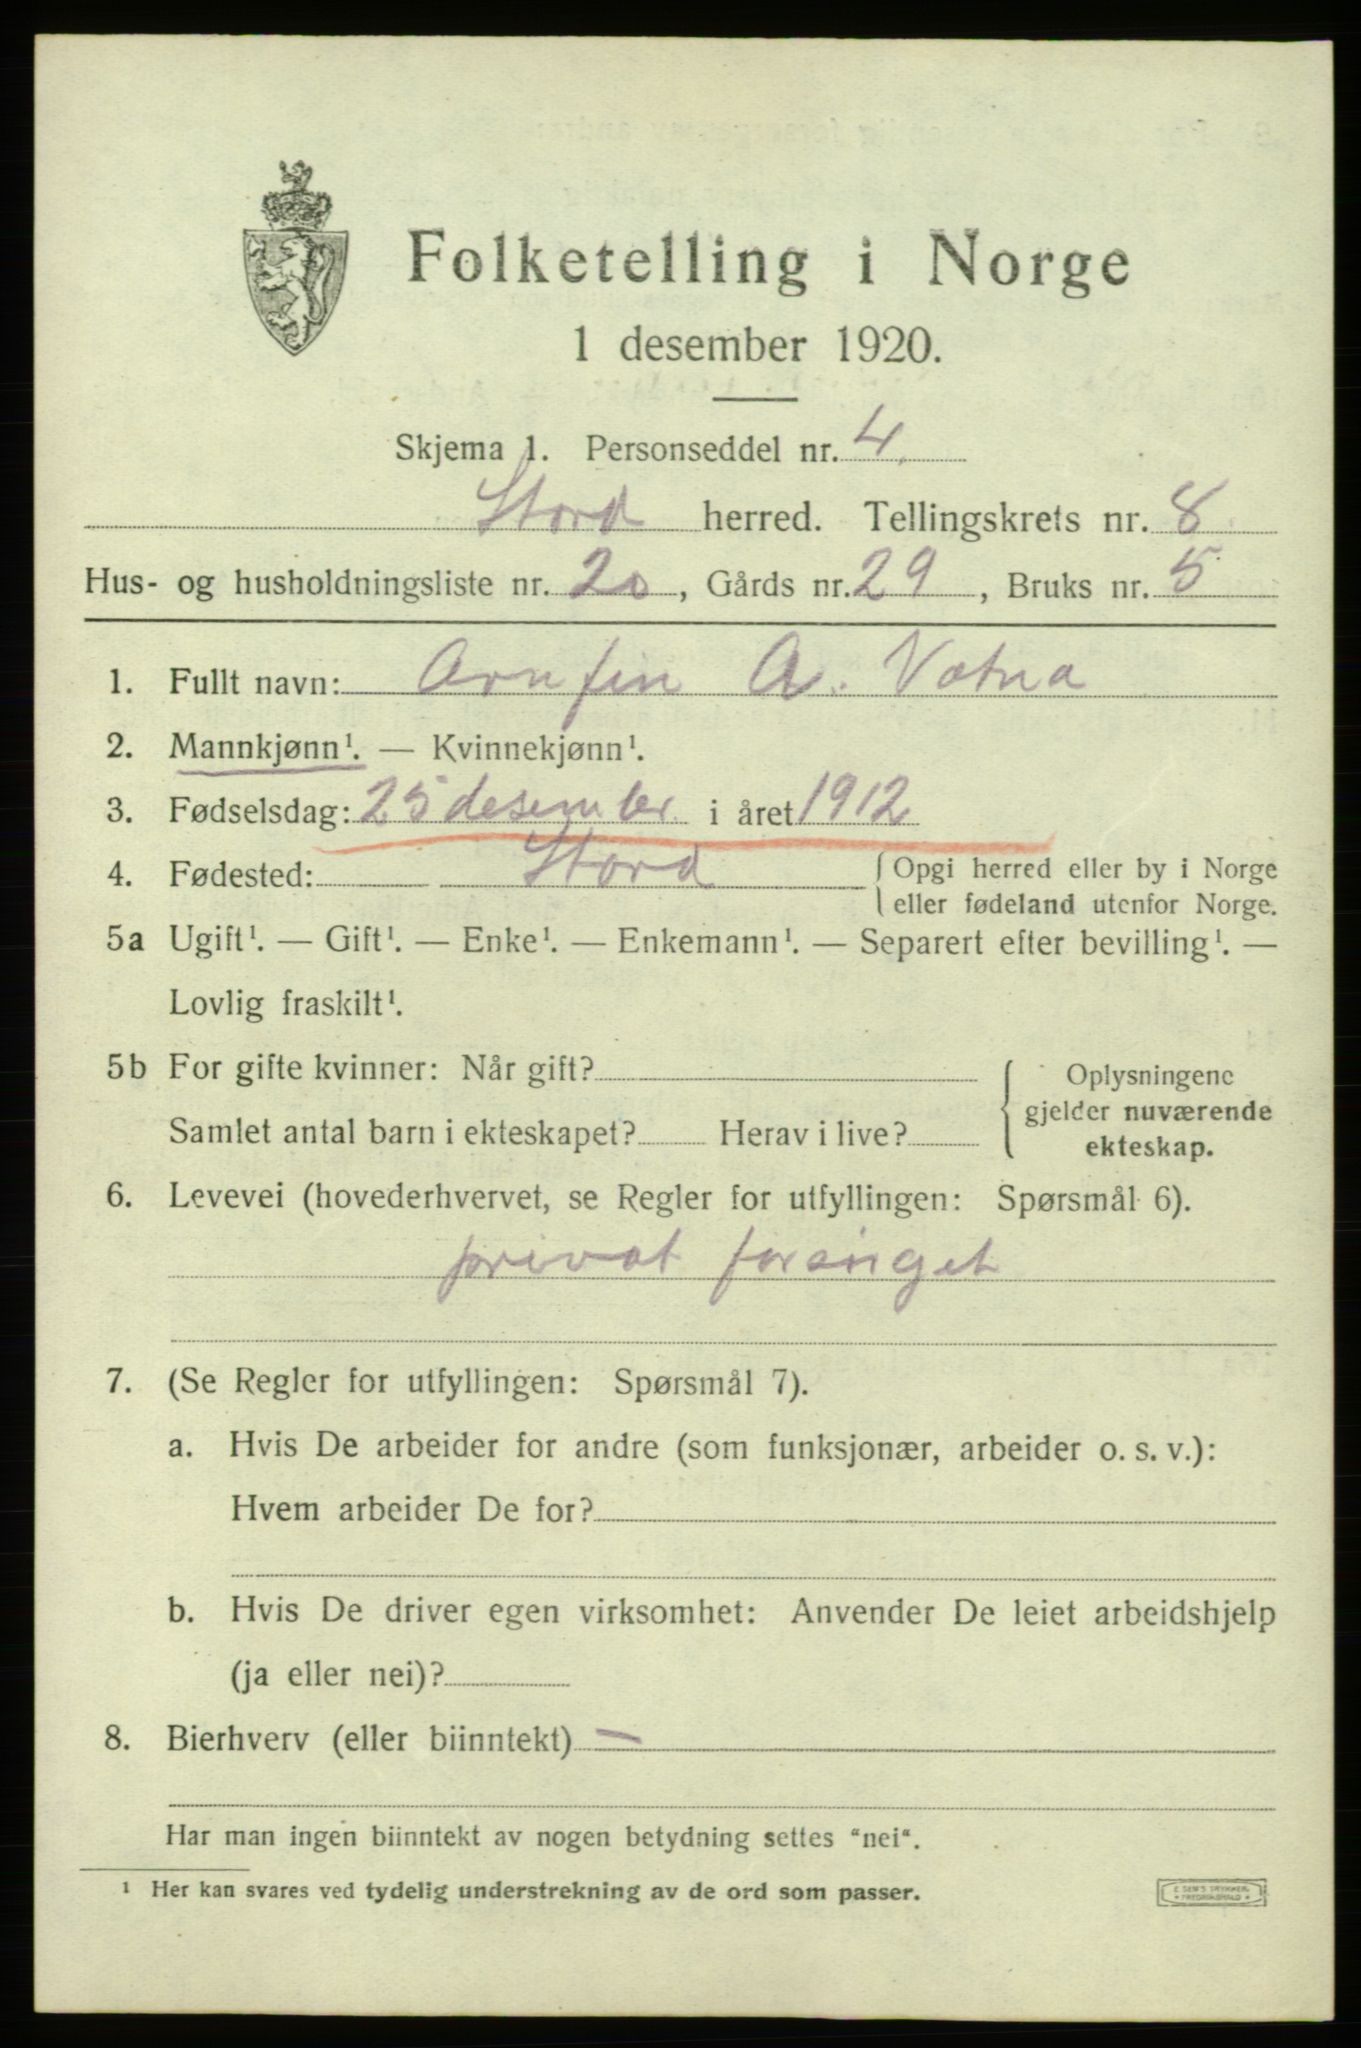 Folketelling i Norge
1 desember 1920.
Skjema 1. Personseddel nr. 4.
Stord herred. Tellingskrets nr. 8
Hus- og husholdningsliste nr. 20, Gårds nr. 29, Bruks nr. 5
1. Fullt navn: Arnfin A. Vatna
2. Mannkjønn¹. — Kvinnekjønn¹.
3. Fødselsdag: 25 desember i året 1912
4. Fødested: Stord {Opgi herred eller by i Norge
eller fødeland utenfor Norge.
5a Ugift¹. — Gift¹. — Enke¹. — Enkemann¹. — Separert efter bevilling¹. —
Lovlig fraskilt¹.
5b For gifte kvinner: Når gift?
Samlet antal barn i ekteskapet? Herav i live?
Oplysningene
gjelder nuværende
ekteskap.
6. Levevei (hovederhvervet, se Regler for utfyllingen: Spørsmål 6).
privat forsørget
7. (Se Regler for utfyllingen: Spørsmål 7).
a. Hvis De arbeider for andre (som funksjonær, arbeider o. s. v.):
Hvem arbeider De for?
b. Hvis De driver egen virksomhet: Anvender De leiet arbeidshjelp
(ja eller nei)?
8. Bierhverv (eller biinntekt) —
Har man ingen biinntekt av nogen betydning settes "nei".
¹ Her kan svares ved tydelig understrekning av de ord som passer.